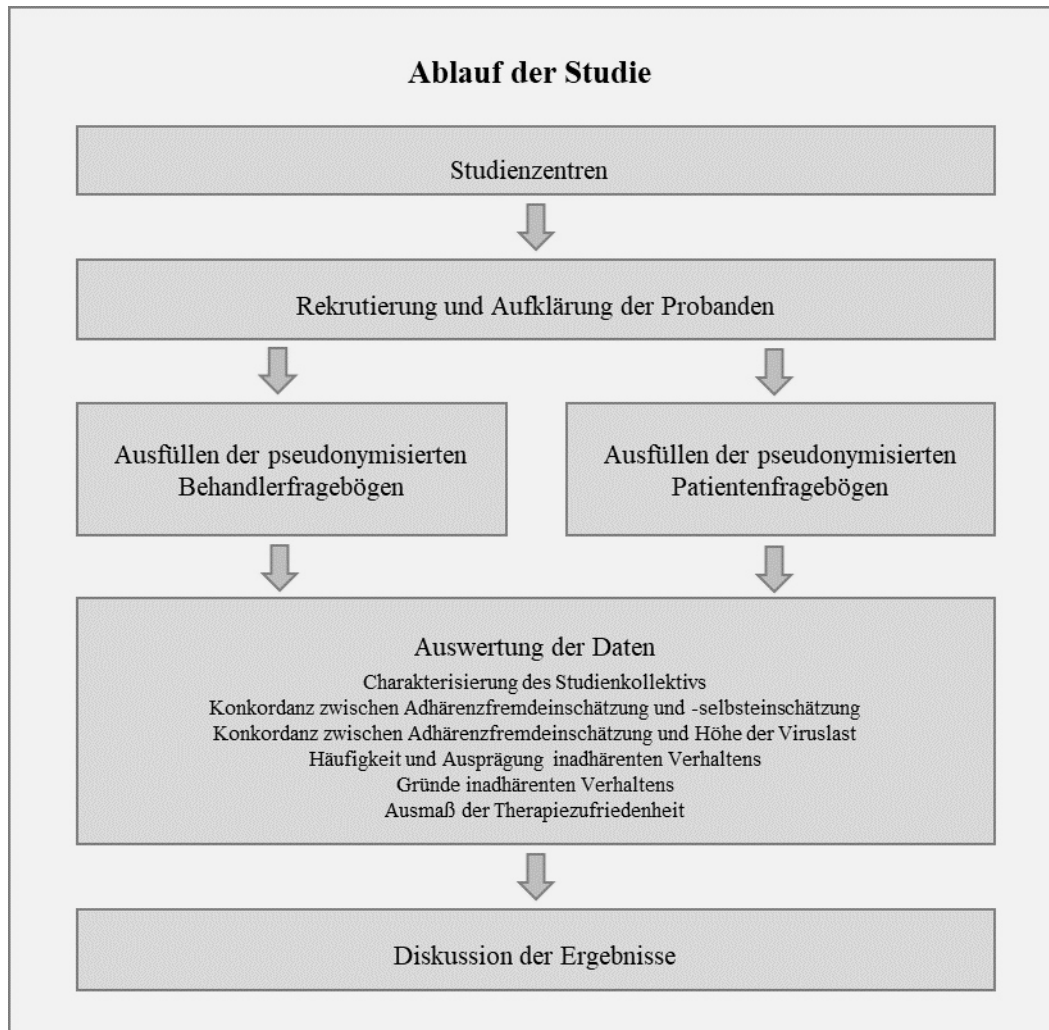 Ablauf der Studie
Studienzentren
Rekrutierung und Aufklärung der Probanden
Ausfüllen der pseudonymisierten
Behandlerfragebögen
Ausfüllen der pseudonymisierten
Patientenfragebögen
Auswertung der Daten
Charakterisierung des Studienkollektivs
Konkordanz zwischen Adhärenzfremdeinschätzung und -selbsteinschätzung
Konkordanz zwischen Adhärenzfremdeinschätzung und Höhe der Viruslast
Häufigkeit und Ausprägung inadhärenten Verhaltens
Gründe inadhärenten Verhaltens
Ausmaß der Therapiezufriedenheit
Diskussion der Ergebnisse